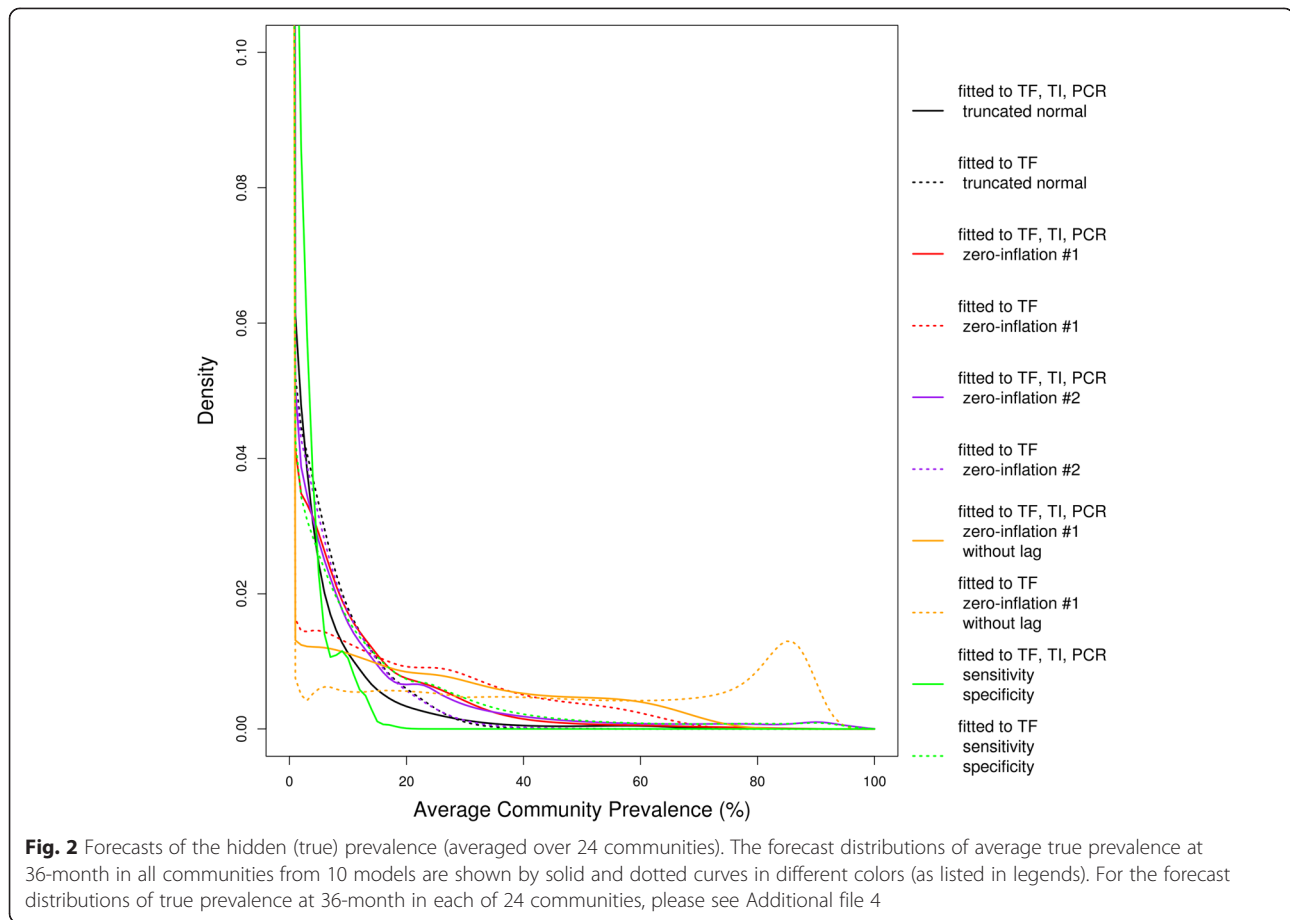 0.10
0.08
0.06
0.04
0.02
0.00
Density
0
20
40
60
80
100
Average Community Prevalence (%)
fitted to TF, TI, PCR
truncated normal
fitted to TF
truncated normal
fitted to TF, TI, PCR
zero-inflation #1
fitted to TF
zero-inflation #1
fitted to TF, TI, PCR
zero-inflation #2
fitted to TF
zero-inflation #2
fitted to TF, TI, PCR
zero-inflation #1
without lag
fitted to TF
zero-inflation #1
without lag
fitted to TF, TI, PCR
sensitivity
specificity
fitted to TF
sensitivity
specificity
Fig. 2 Forecasts of the hidden (true) prevalence (averaged over 24 communities). The forecast distributions of average true prevalence at
36-month in all communities from 10 models are shown by solid and dotted curves in different colors (as listed in legends). For the forecast
distributions of true prevalence at 36-month in each of 24 communities, please see Additional file 4